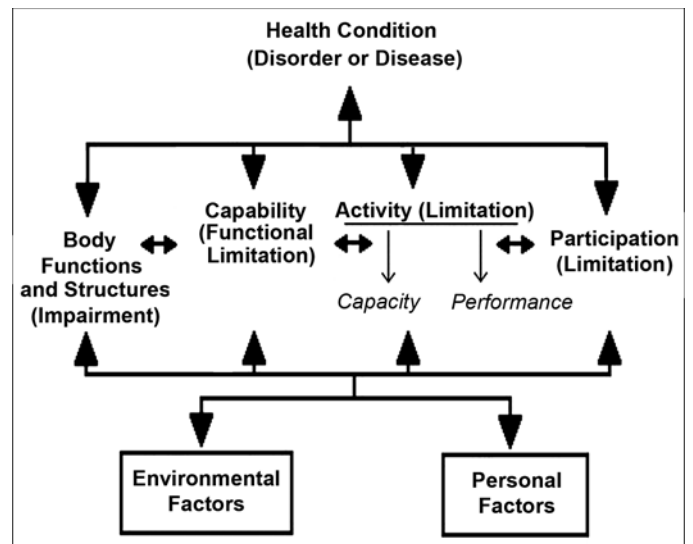 Health Condition
(Disorder or Disease)
Capability
(Functional
Limitation)
Activity (Limitation)
Body
Functions
and Structures
(Impairment)
Participation
(Limitation)
Capacity
Performance
Environmental
Factors
Personal
Factors